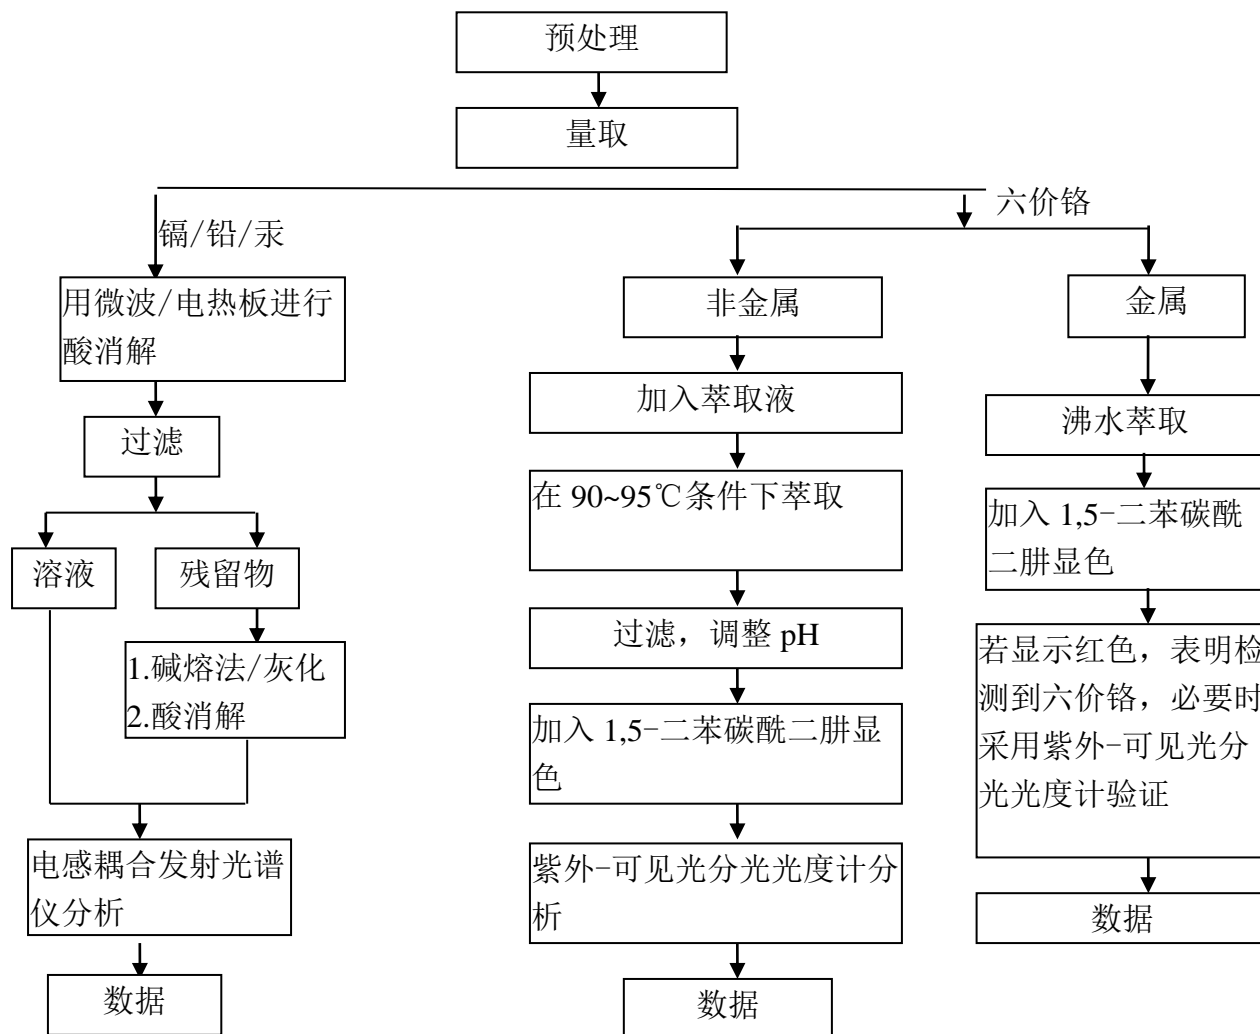 预处理
量取
镉/铅/汞
六价铬
用微波/电热板进行
酸消解
过滤
溶液
残留物
1.碱熔法/灰化
2.酸消解
电感耦合发射光谱
仪分析
数据
非金属
加入萃取液
在 90~95℃条件下萃取
过滤，调整 pH
加入 1,5-二苯碳酰二肼显
色
紫外-可见光分光光度计分
析
数据
金属
沸水萃取
加入 1,5-二苯碳酰
二肼显色
若显示红色，表明检
测到六价铬，必要时
采用紫外-可见光分
光光度计验证
数据